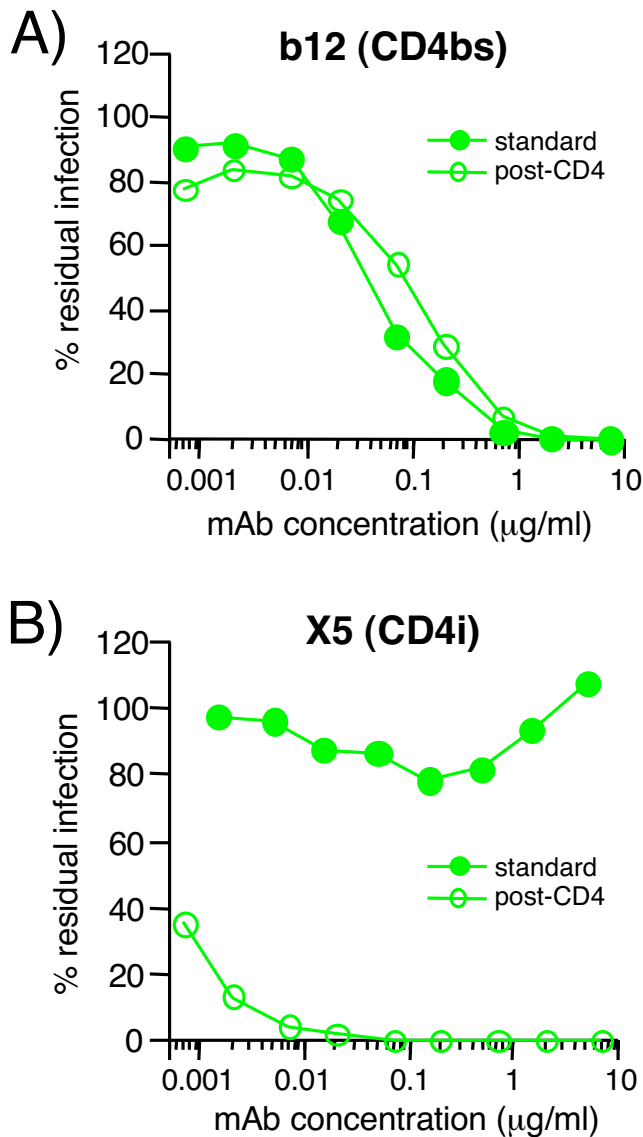 A)
b12 (CD4bs)
120
100
80
60
40
20
0
% residual infection
standard
post-CD4
0.001
0.01
0.1
1
10
mAb concentration (μg/ml)
B)
X5 (CD4i)
120
100
80
60
40
20
0
% residual infection
standard
post-CD4
0.001
0.01
0.1
1
10
mAb concentration (μg/ml)